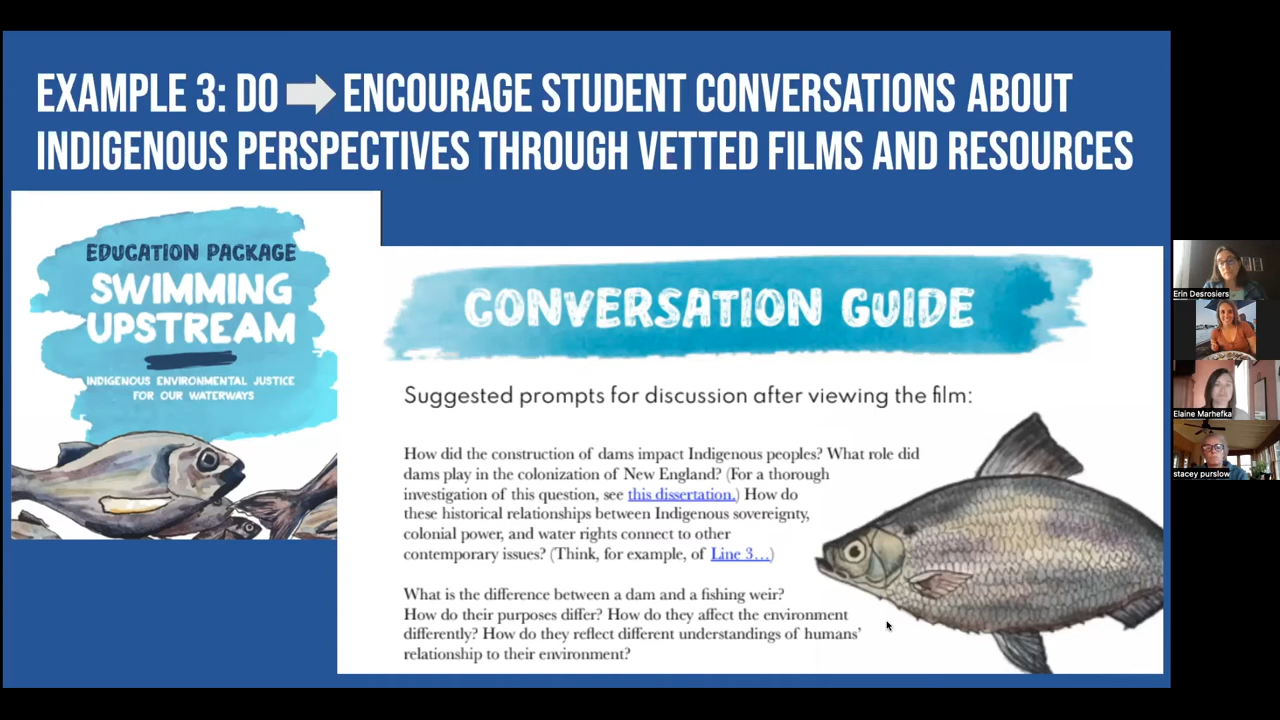 EXAMPLE 3: DO ENCOURAGE STUDENT CONVERSATIONS ABOUT
INDIGENOUS PERSPECTIVES THROUGH VETTED FILMS AND RESOURCES
EDUCATION PACKAGE
SWIMMING
UPSTREAM
INDIGENOUS ENVIRONMENTAL JUSTICE
FOR OUR WATERWAYS
CONVERSATION GUIDE
Suggested prompts for discussion after viewing the film:
How did the construction of dams impact Indigenous peoples? What role did
dams play in the colonization of New England? (For a thorough
investigation of this question, see this dissertation.) How do
these historical relationships between Indigenous sovereignty,
colonial power, and water rights connect to other
contemporary issues? (Think, for example, of Line 3…)
What is the difference between a dam and a fishing weir?
How do their purposes differ? How do they affect the environment
differently? How do they reflect different understandings of humans’
relationship to their environment?
Erin Desrosiers
Elaine Marhefka
stacey purslow